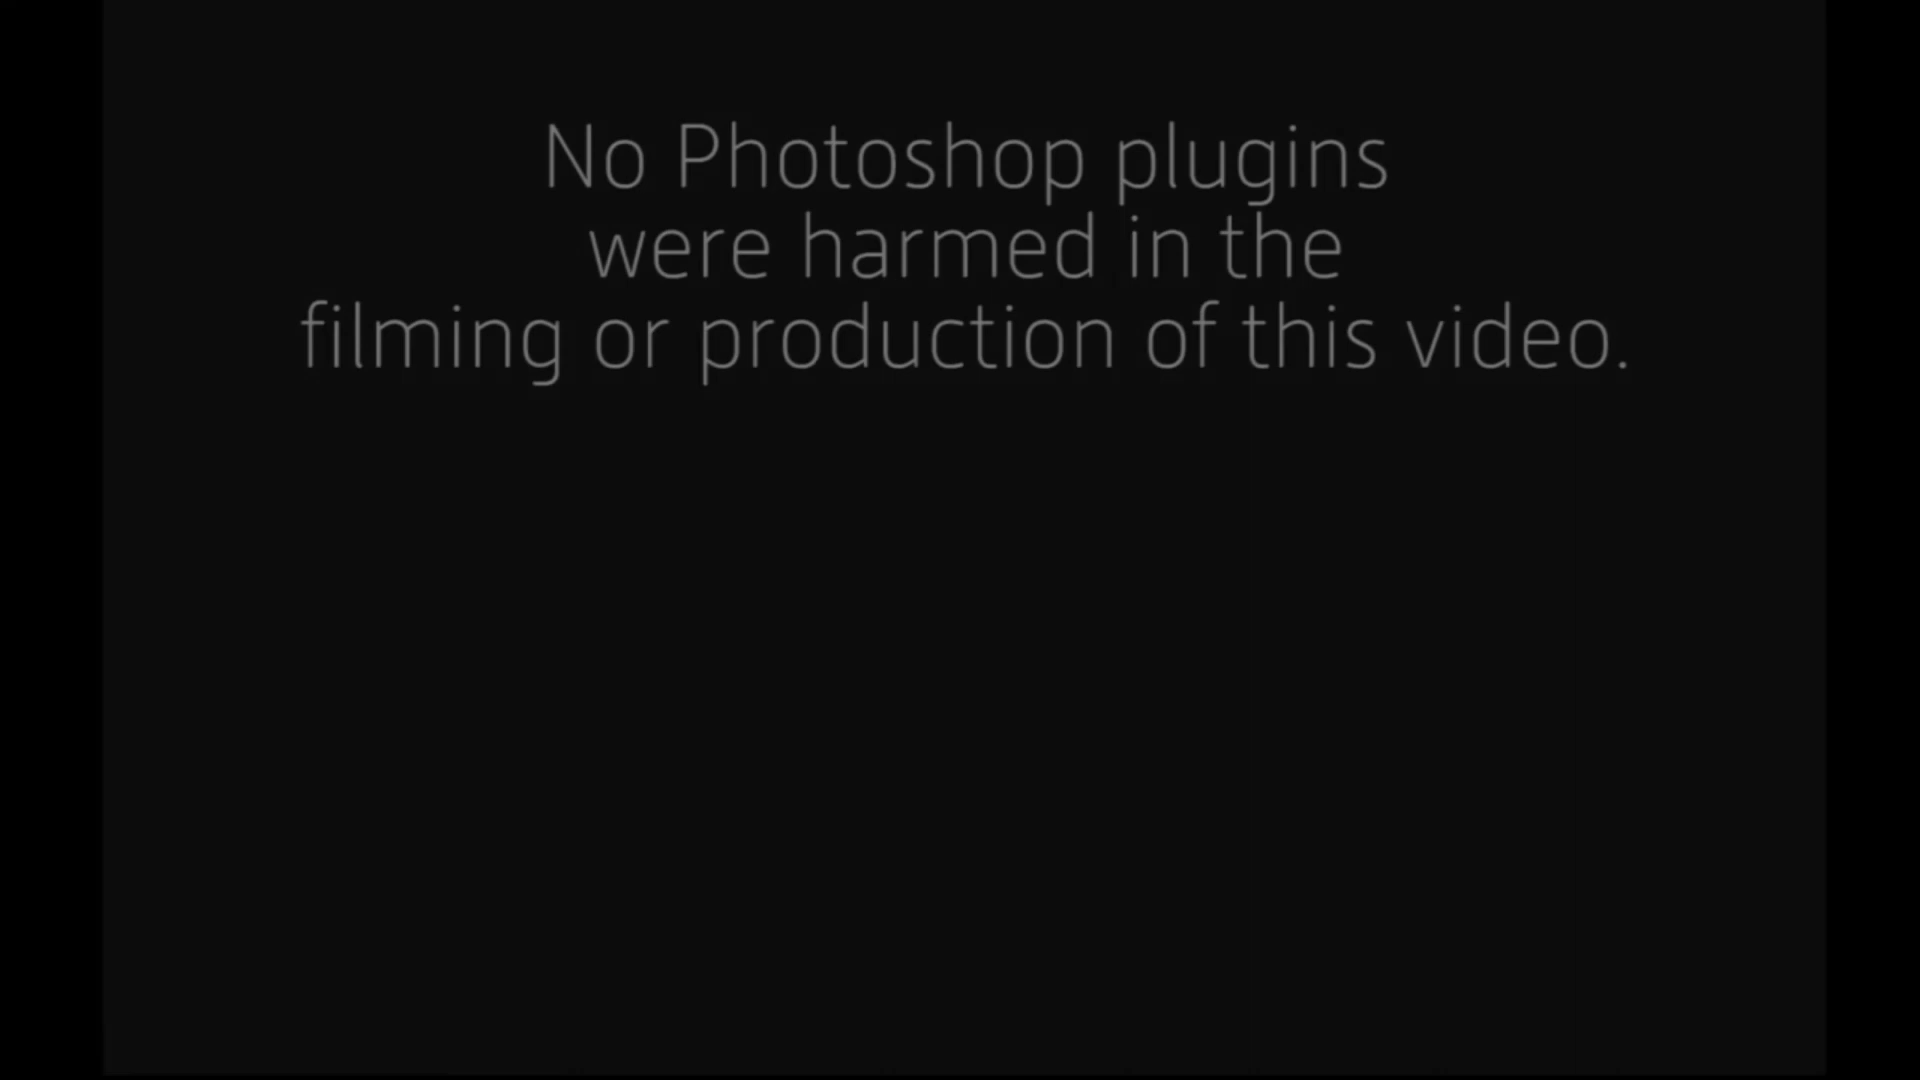 No Photoshop plugins
were harmed in the
filming or production of this video.